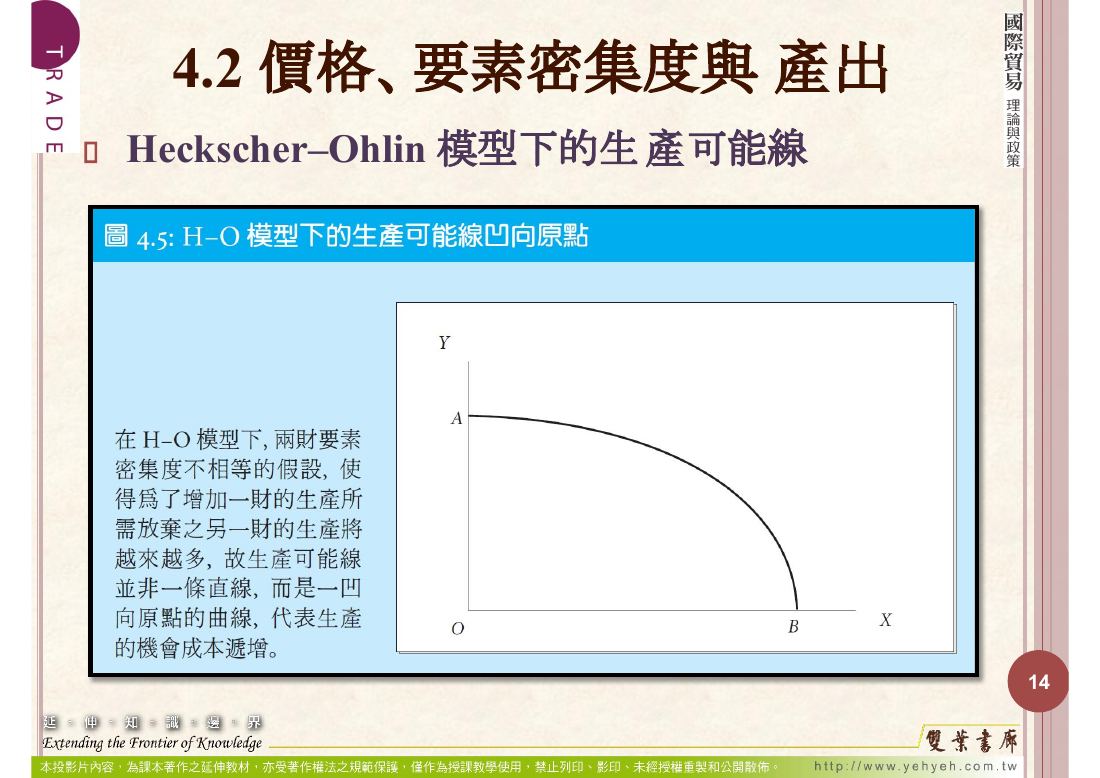 TRADE
4.2 價格、要素密集度與 產出
國際貿易 理論與政策
Heckscher–Ohlin 模型下的生 產可能線
圖 4.5: H–O 模型下的生產可能線凹向原點
Y
A
O
B
X
在 H–O 模型下, 兩財要素
密集度不相等的假設, 使
得為了增加一財的生產所
需放棄之另一財的生產將
越來越多, 故生產可能線
並非一條直線, 而是一凹
向原點的曲線, 代表生產
的機會成本遞增。
14
延•伸•知•識•邊•界
Extending the Frontier of Knowledge
雙葉書廊
本投影片內容，為課本著作之延伸教材，亦受著作權法之規範保護，僅作為授課教學使用，禁止列印、影印、未經授權重製和公開散佈。
http://www.yehyeh.com.tw